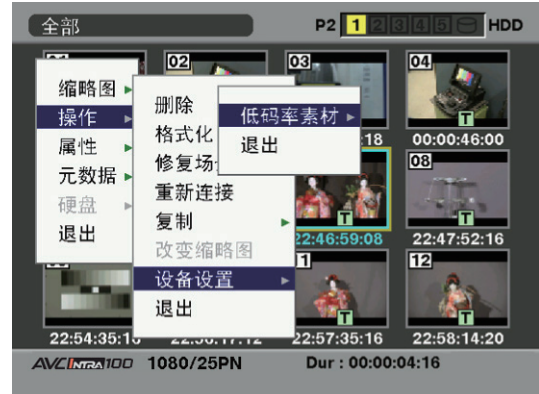 全部 P2 1 2 3 4 5 HDD
02 03 04
缩略图
操作
属性
元数据
硬盘
退出
删除
格式化
修复场
重新连接
复制
改变缩略图
设备设置
退出
低码率素材
退出
:18 00:00:46:00
08
T
T
22:46:59:08 22:47:52:16
12
T
T
22:54:35:16 22:57:35:16 22:58:14:20
AVC INTRA 100 1080/25PN Dur : 00:00:04:16